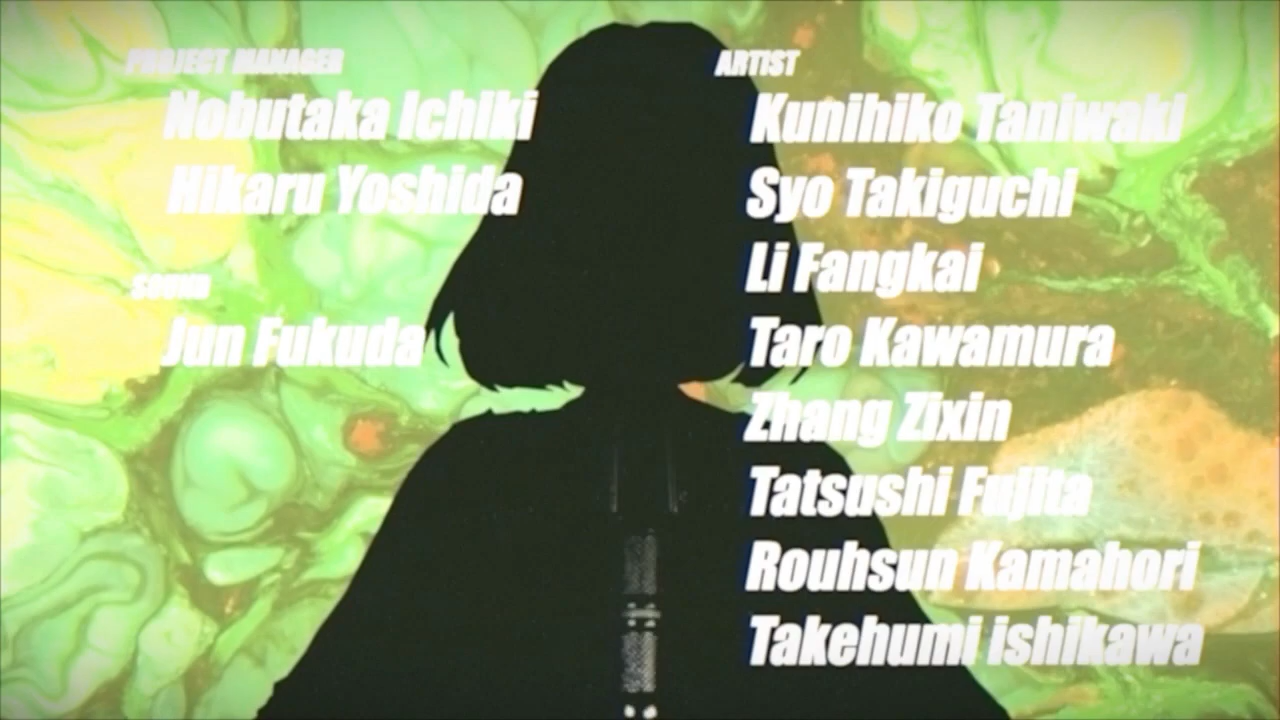 PROJECT MANAGER
Nobutaka Ichiki
Hikaru Yoshida
SOUND
Jun Fukuda
ARTIST
Kunihiko Taniwaki
Syo Takiguchi
Li Fangkai
Taro Kawamura
Zhang Zixin
Tatsushi Fujita
Rouhsun Kamahori
Takehumi ishikawa